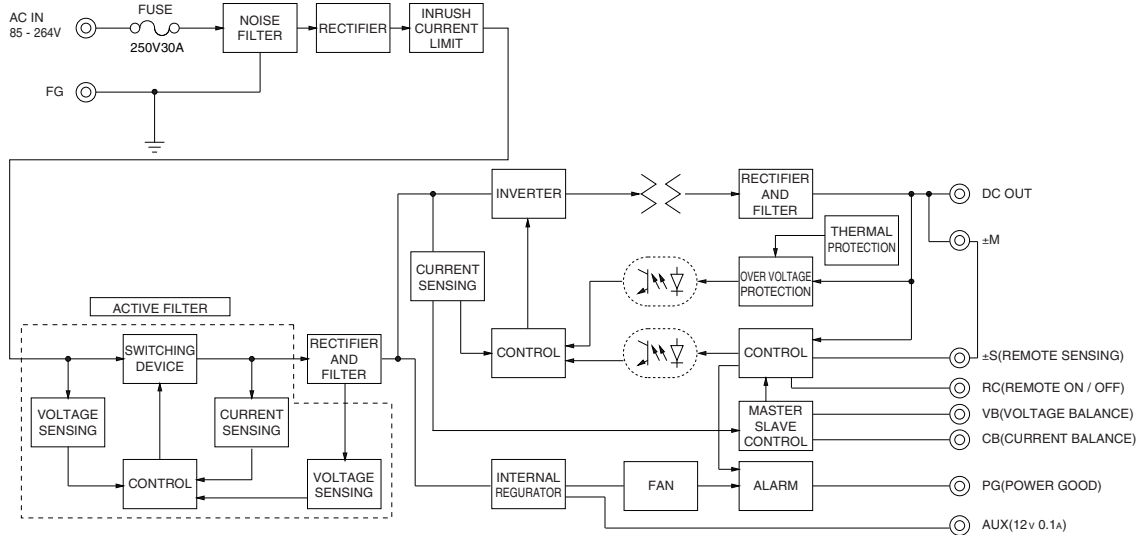 AC IN
85 - 264V
FUSE
250V30A
NOISE
FILTER
RECTIFIER
INRUSH
CURRENT
LIMIT
FG
INVERTER
RECTIFIER
AND
FILTER
DC OUT
THERMAL
PROTECTION
±M
CURRENT
SENSING
OVER VOLTAGE
PROTECTION
ACTIVE FILTER
SWITCHING
DEVICE
RECTIFIER
AND
FILTER
CONTROL
CONTROL
±S(REMOTE SENSING)
RC(REMOTE ON / OFF)
VOLTAGE
SENSING
CURRENT
SENSING
MASTER
SLAVE
CONTROL
VB(VOLTAGE BALANCE)
CB(CURRENT BALANCE)
CONTROL
VOLTAGE
SENSING
INTERNAL
REGURATOR
FAN
ALARM
PG(POWER GOOD)
AUX(12V 0.1A)